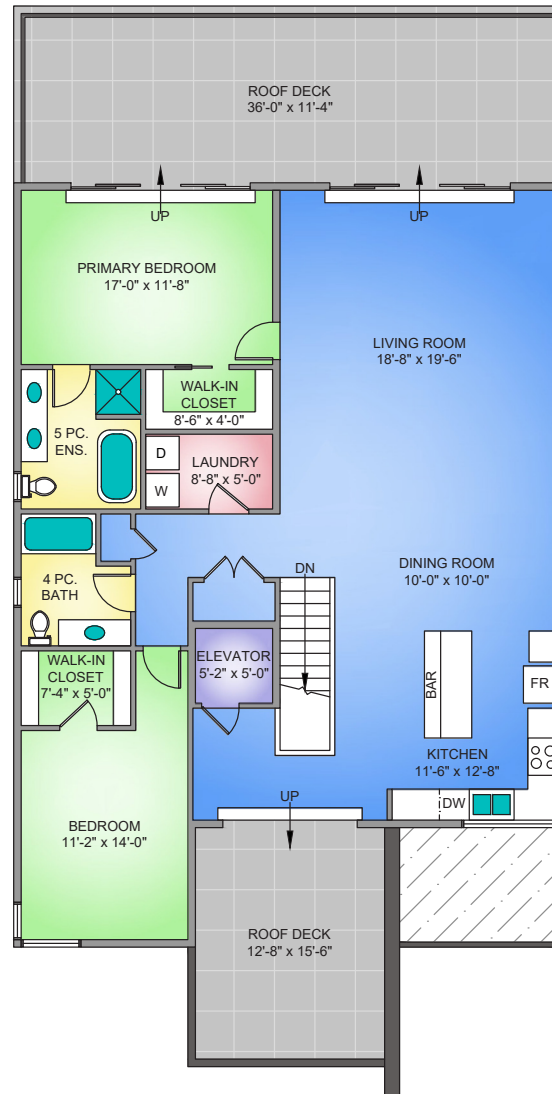 ROOF DECK
36'-0" x 11'-4"
UP
UP
PRIMARY BEDROOM
17'-0" x 11'-8"
LIVING ROOM
18'-8" x 19'-6"
WALK-IN
CLOSET
8'-6" x 4'-0"
5 PC.
ENS.
D
W
LAUNDRY
8'-8" x 5'-0"
4 PC.
BATH
DN
DINING ROOM
10'-0" x 10'-0"
WALK-IN
CLOSET
7'-4" x 5'-0"
ELEVATOR
5'-2" x 5'-0"
BAR
FR
KITCHEN
11'-6" x 12'-8"
DW
UP
BEDROOM
11'-2" x 14'-0"
ROOF DECK
12'-8" x 15'-6"